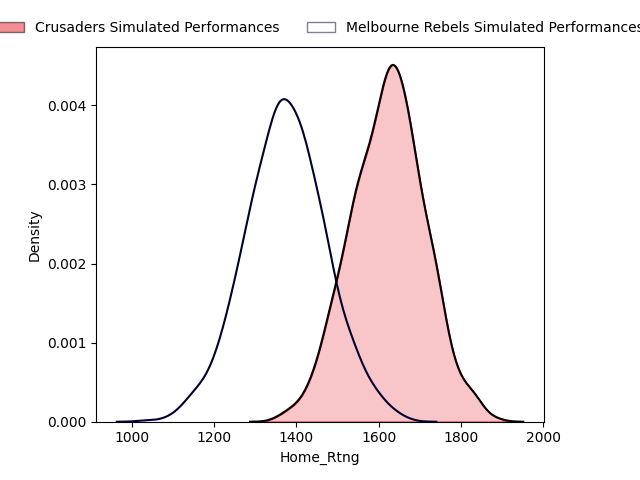 Crusaders Simulated Performances
Melbourne Rebels Simulated Performances
0.004
0.003
0.002
0.001
0.000
Density
1000 1200 1400 1600 1800 2000
Home_Rtng